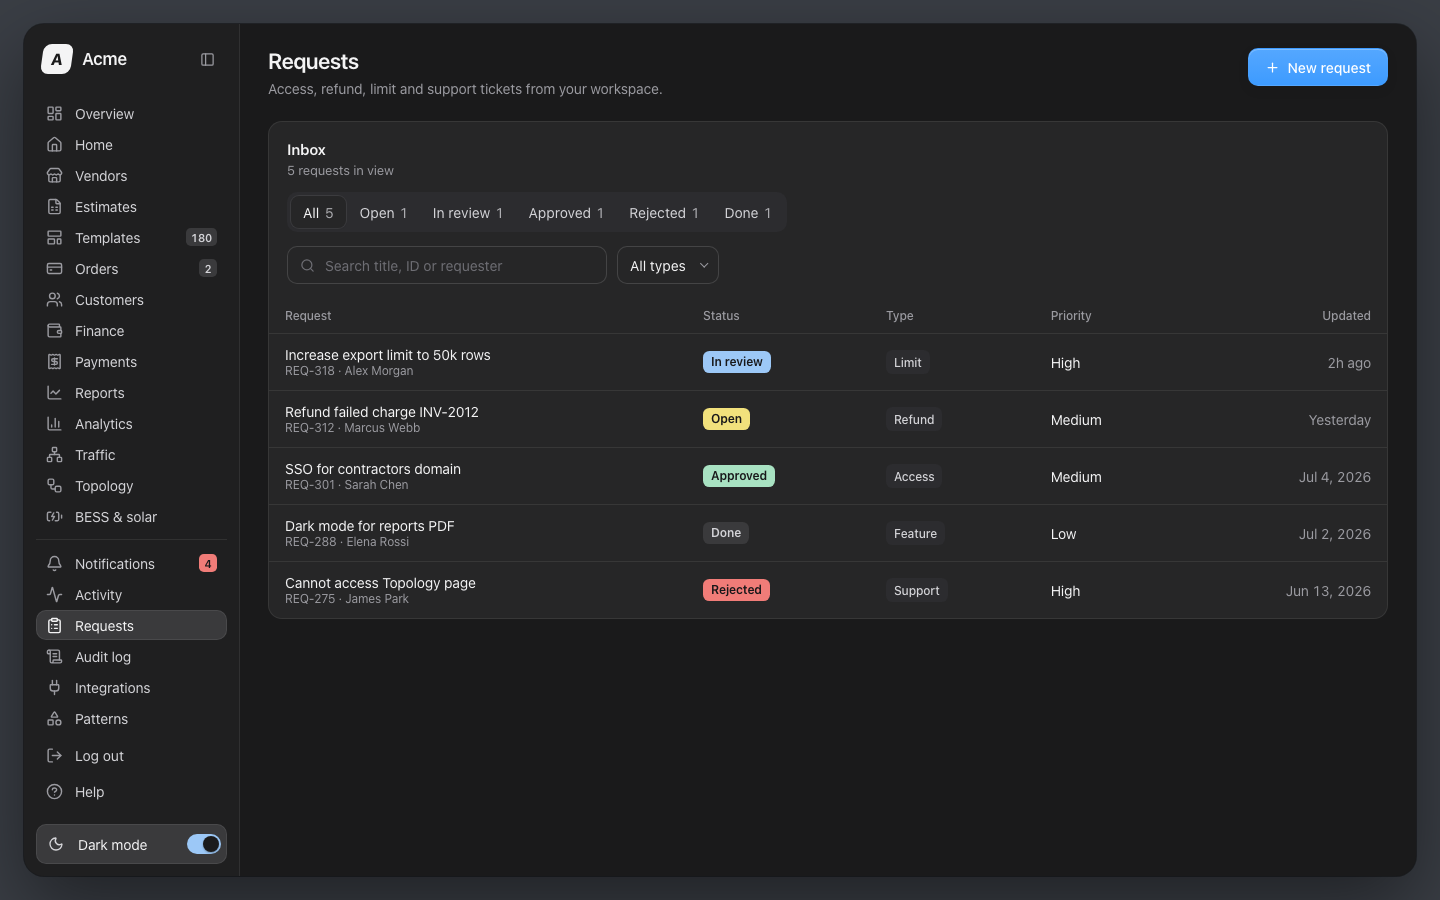 A Acme
Overview
Home
Vendors
Estimates
Templates 180
Orders 2
Customers
Finance
Payments
Reports
Analytics
Traffic
Topology
BESS & solar
Notifications 4
Activity
Requests
Audit log
Integrations
Patterns
Log out
Help
Dark mode
Requests
Access, refund, limit and support tickets from your workspace.
+ New request
Inbox
5 requests in view
All 5 Open 1 In review 1 Approved 1 Rejected 1 Done 1
Search title, ID or requester All types
Request Status Type Priority Updated
Increase export limit to 50k rows In review Limit High 2h ago
REQ-318 · Alex Morgan
Refund failed charge INV-2012 Open Refund Medium Yesterday
REQ-312 · Marcus Webb
SSO for contractors domain Approved Access Medium Jul 4, 2026
REQ-301 · Sarah Chen
Dark mode for reports PDF Done Feature Low Jul 2, 2026
REQ-288 · Elena Rossi
Cannot access Topology page Rejected Support High Jun 13, 2026
REQ-275 · James Park